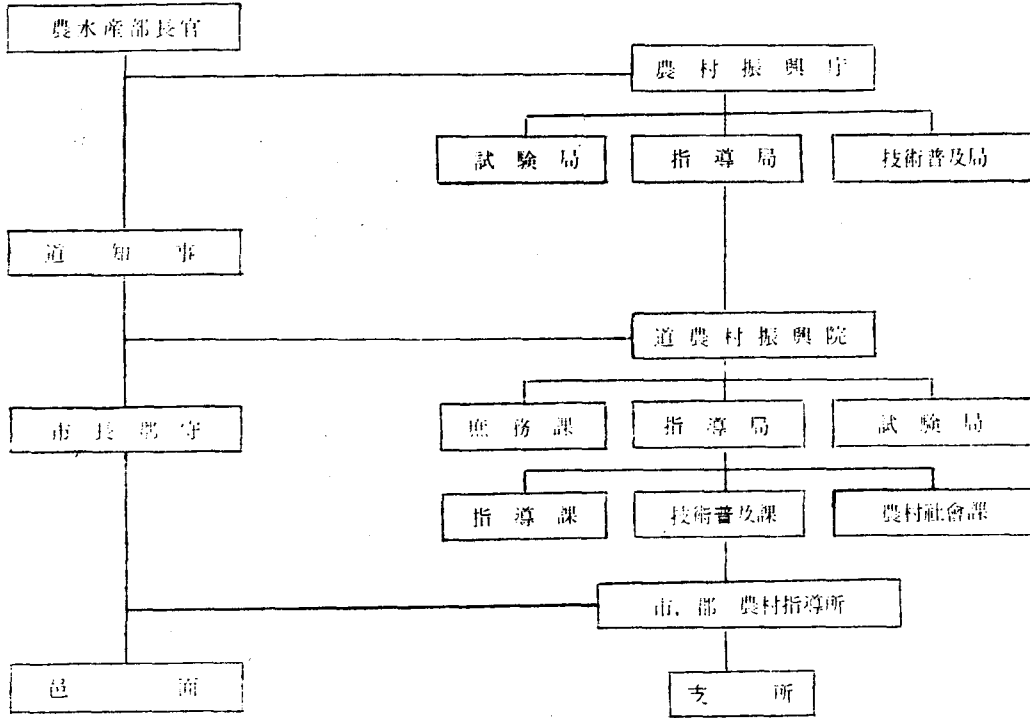 農水産部長官
農村振興庁
試驗局 指導局 技術普及局
道知事
道農村振興院
市長郡守 庶務課 指導局 試驗局
指導課 技術普及課 農村社會課
市, 郡 農村指導所
邑面 支所